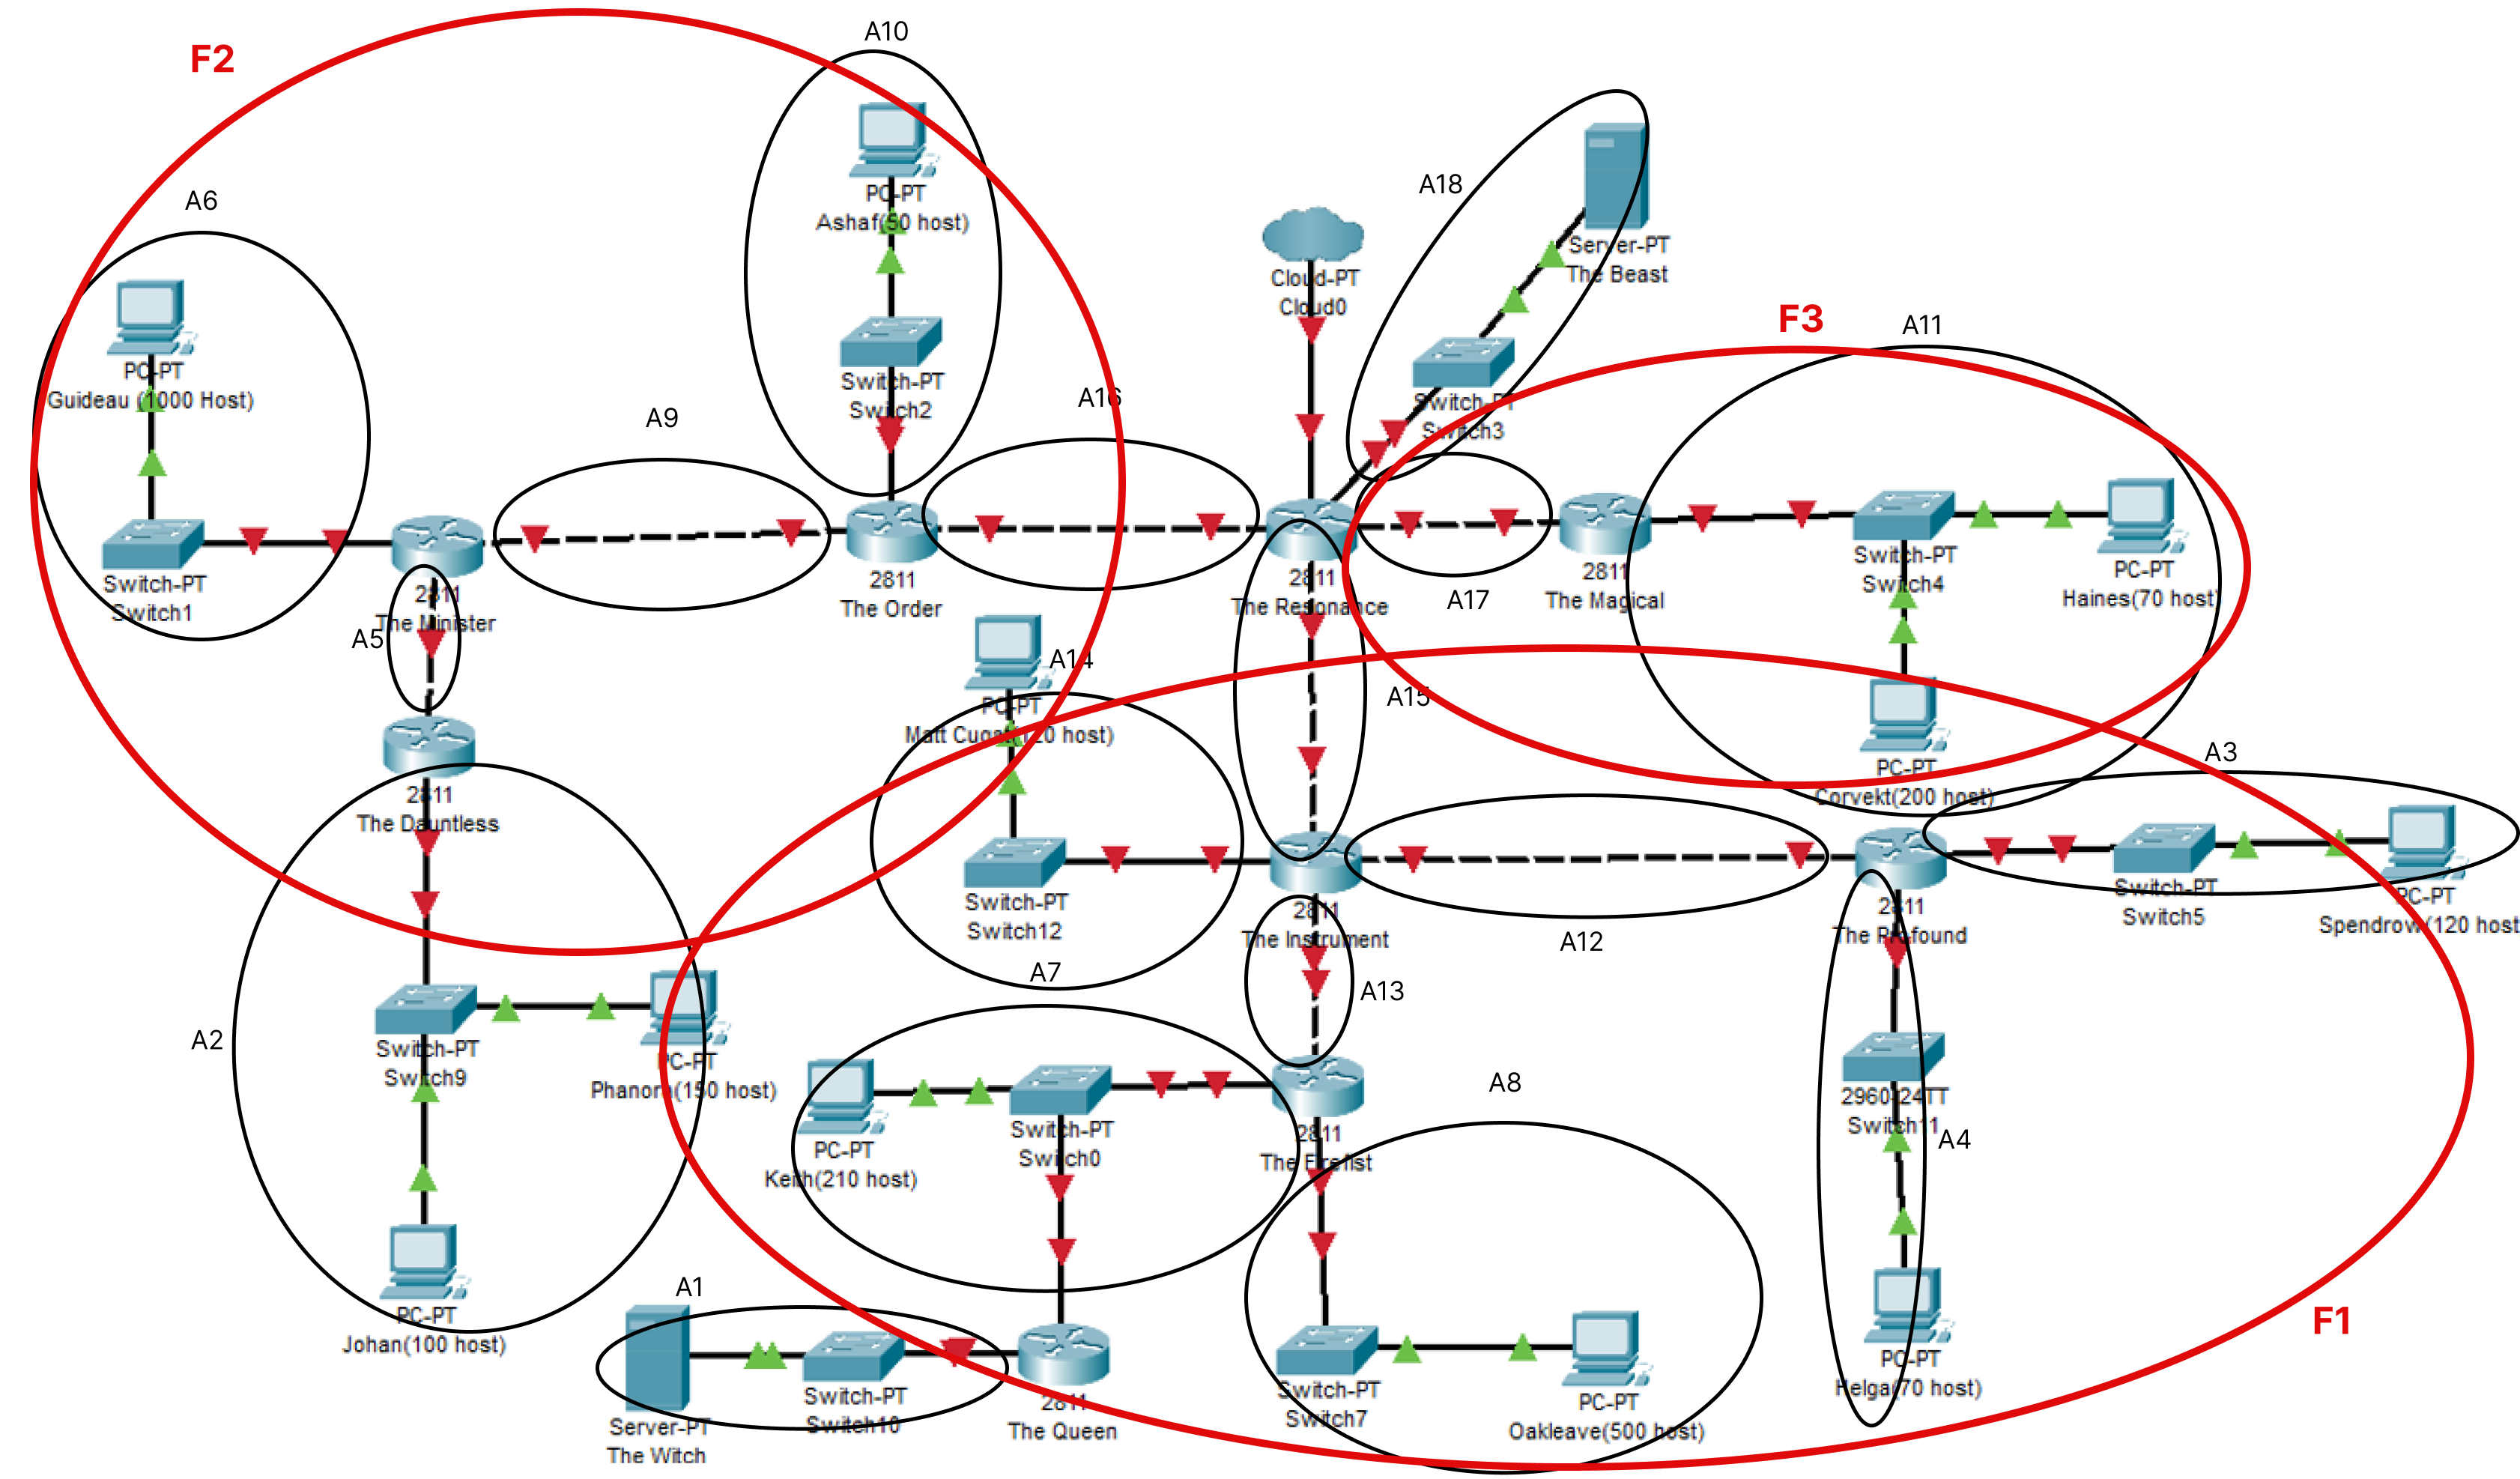 A10
F2
PC-PT
Ashaf(50 host)
A18
A6
Server-PT
The Beast
Cloud-PT
Cloud0
F3
A11
PC-PT
Guideau (1000 Host)
Switch-PT
Switch2
A16
A9
Switch-PT
Switch3
Switch-PT
Switch1
2811
The Minister
A5
2811
The Order
2811
The Resonance
A17
2811
The Magical
Switch-PT
Switch4
PC-PT
Haines(70 host)
A14
PC-PT
Matt Cugat(120 host)
A15
PC-PT
Corvekt(200 host)
A3
2811
The Dauntless
Switch-PT
Switch12
2811
The Instrument
A12
2811
The Profound
Switch-PT
Switch5
PC-PT
Spendrow(120 host
A7
A13
A2
Switch-PT
Switch9
PC-PT
Phanora(150 host)
PC-PT
Keith(210 host)
Switch-PT
Switch0
2811
The Firefist
A8
2960-24TT
Switch11
A4
A1
PC-PT
Johan(100 host)
Server-PT
The Witch
Switch-PT
Switch10
2811
The Queen
Switch-PT
Switch7
PC-PT
Oakleave(500 host)
PC-PT
Helga(70 host)
F1